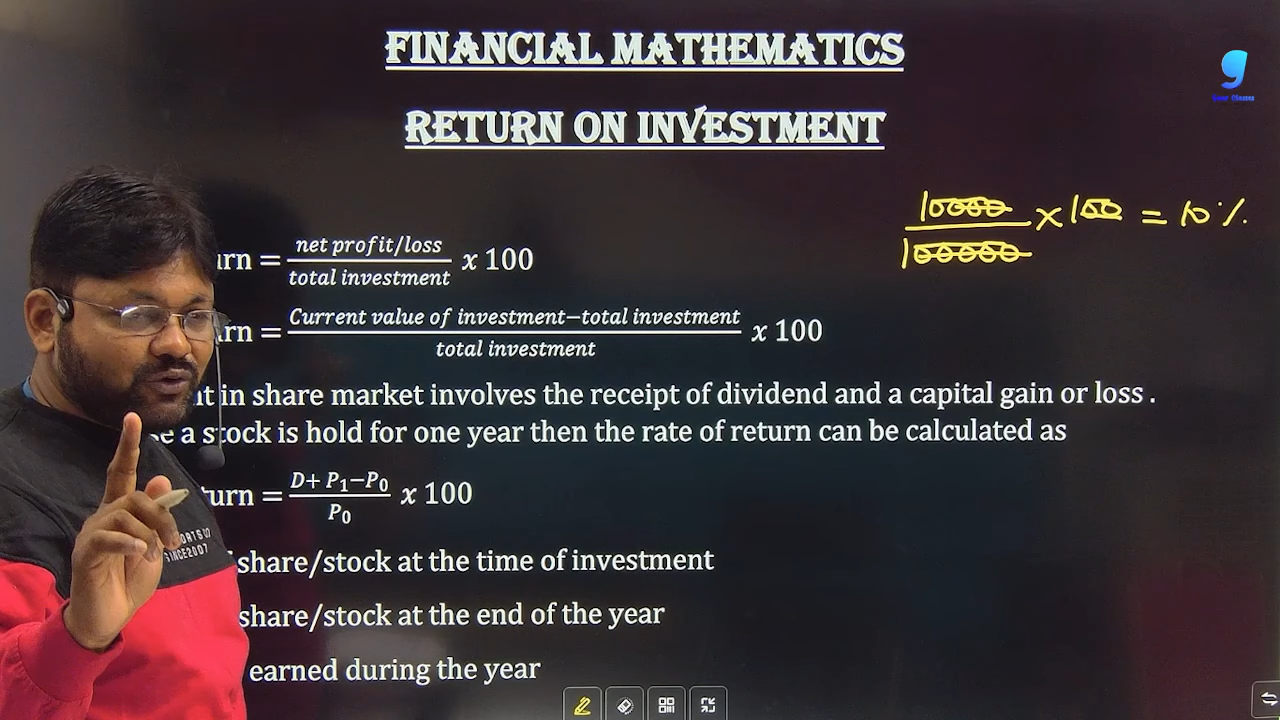 FINANCIAL MATHEMATICS
RETURN ON INVESTMENT
10000/100000 × 100 = 10%
urn = net profit/loss/total investment x 100
rn = Current value of investment−total investment/total investment x 100
t in share market involves the receipt of dividend and a capital gain or loss .
e a stock is hold for one year then the rate of return can be calculated as
turn = D+ P₁−P₀/P₀ x 100
share/stock at the time of investment
share/stock at the end of the year
earned during the year
SINCE2007